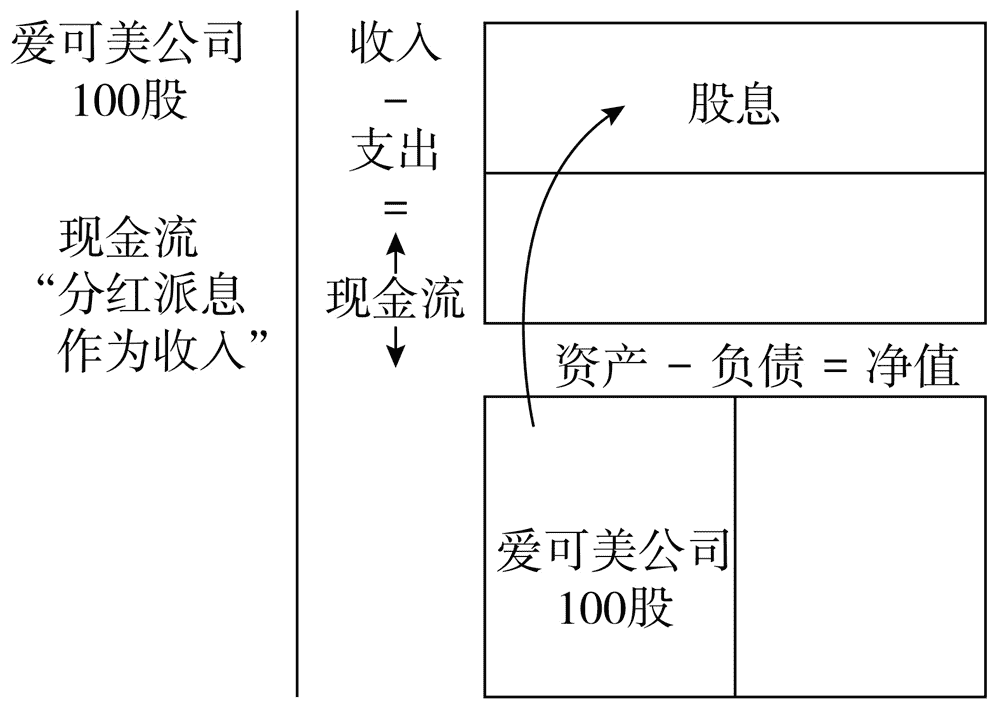 爱可美公司
100股
现金流
“分红派息
作为收入”
收入
－
支出
=
现金流
股息
资产 － 负债 = 净值
爱可美公司
100股